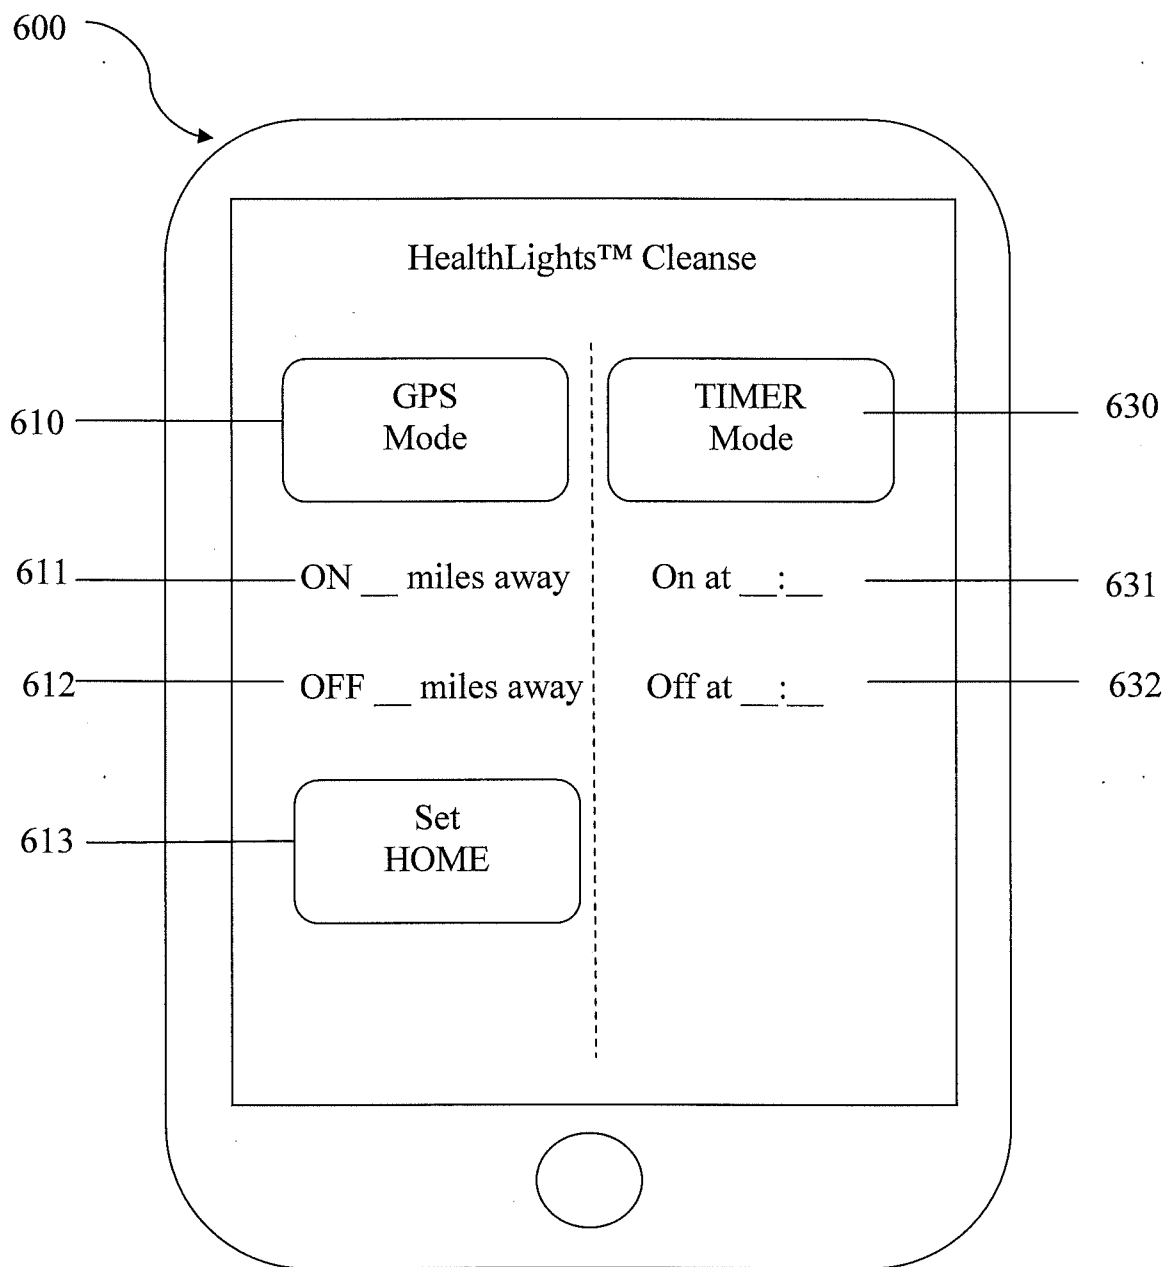 600
HealthLights™ Cleanse
GPS
Mode
TIMER
Mode
610
630
611
ON __ miles away
On at __:__
631
612
OFF __ miles away
Off at __:__
632
613
Set
HOME